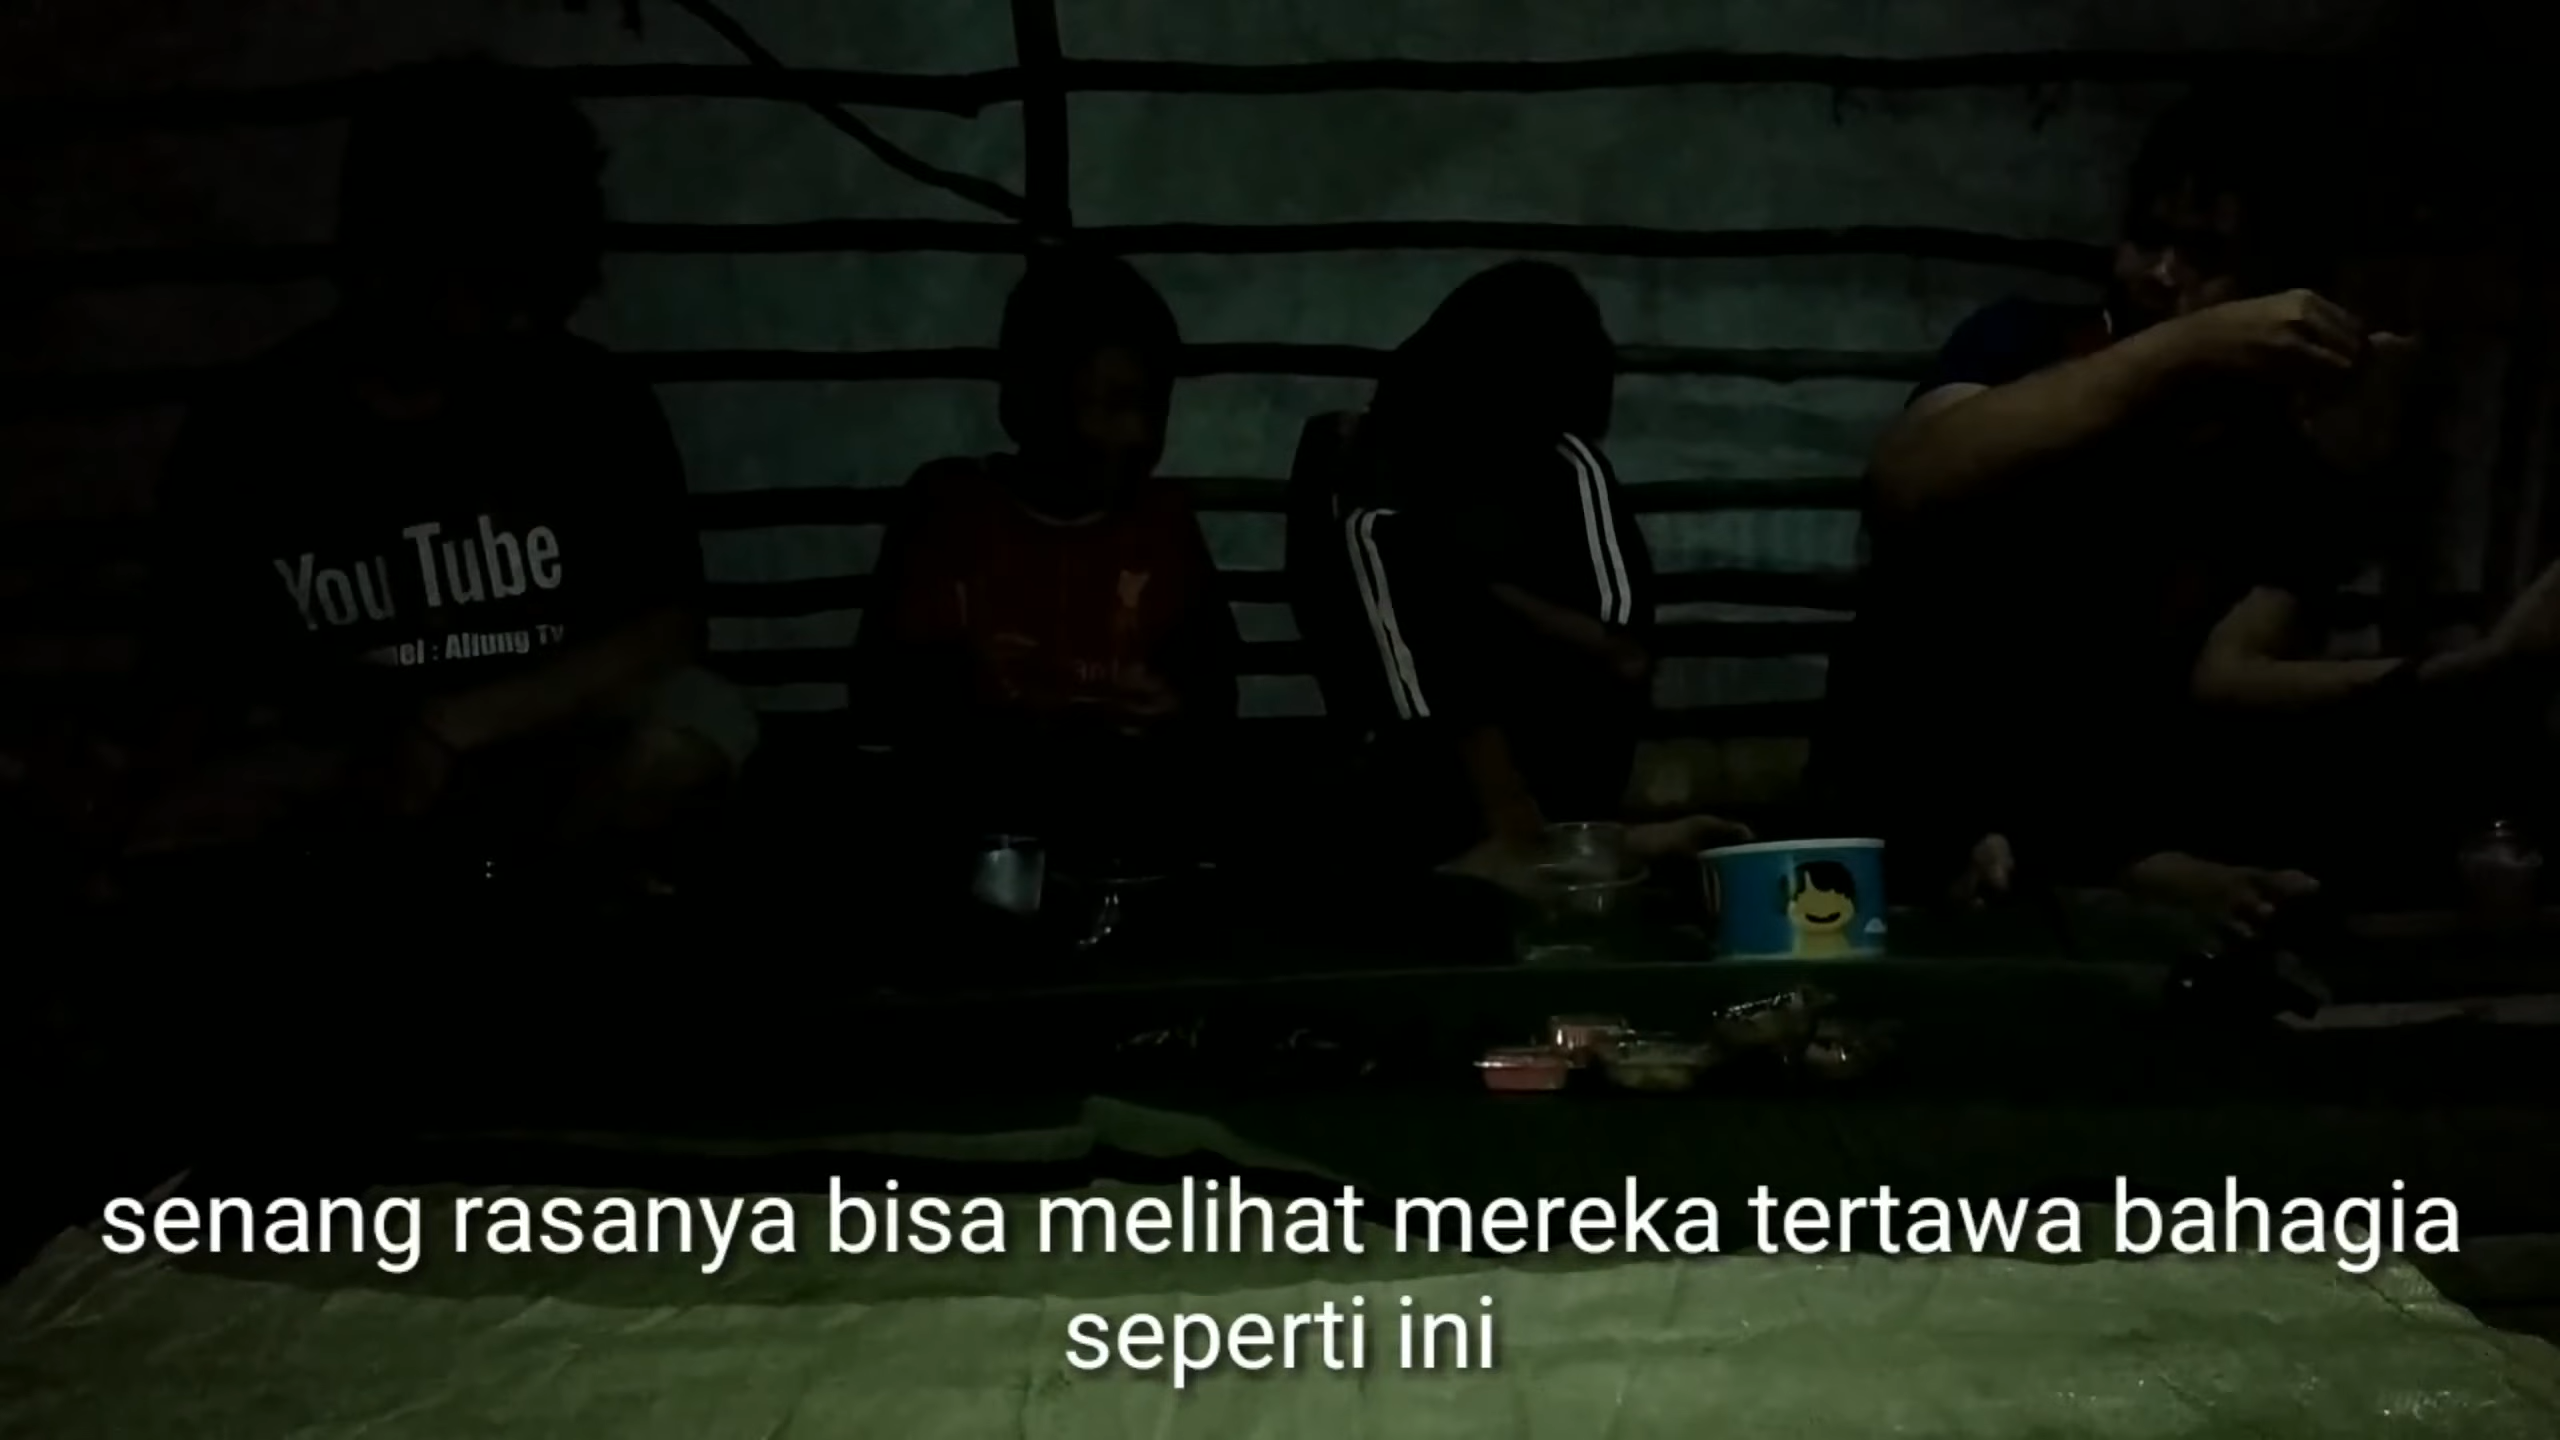 You Tube
: Allung Tv
senang rasanya bisa melihat mereka tertawa bahagia
seperti ini